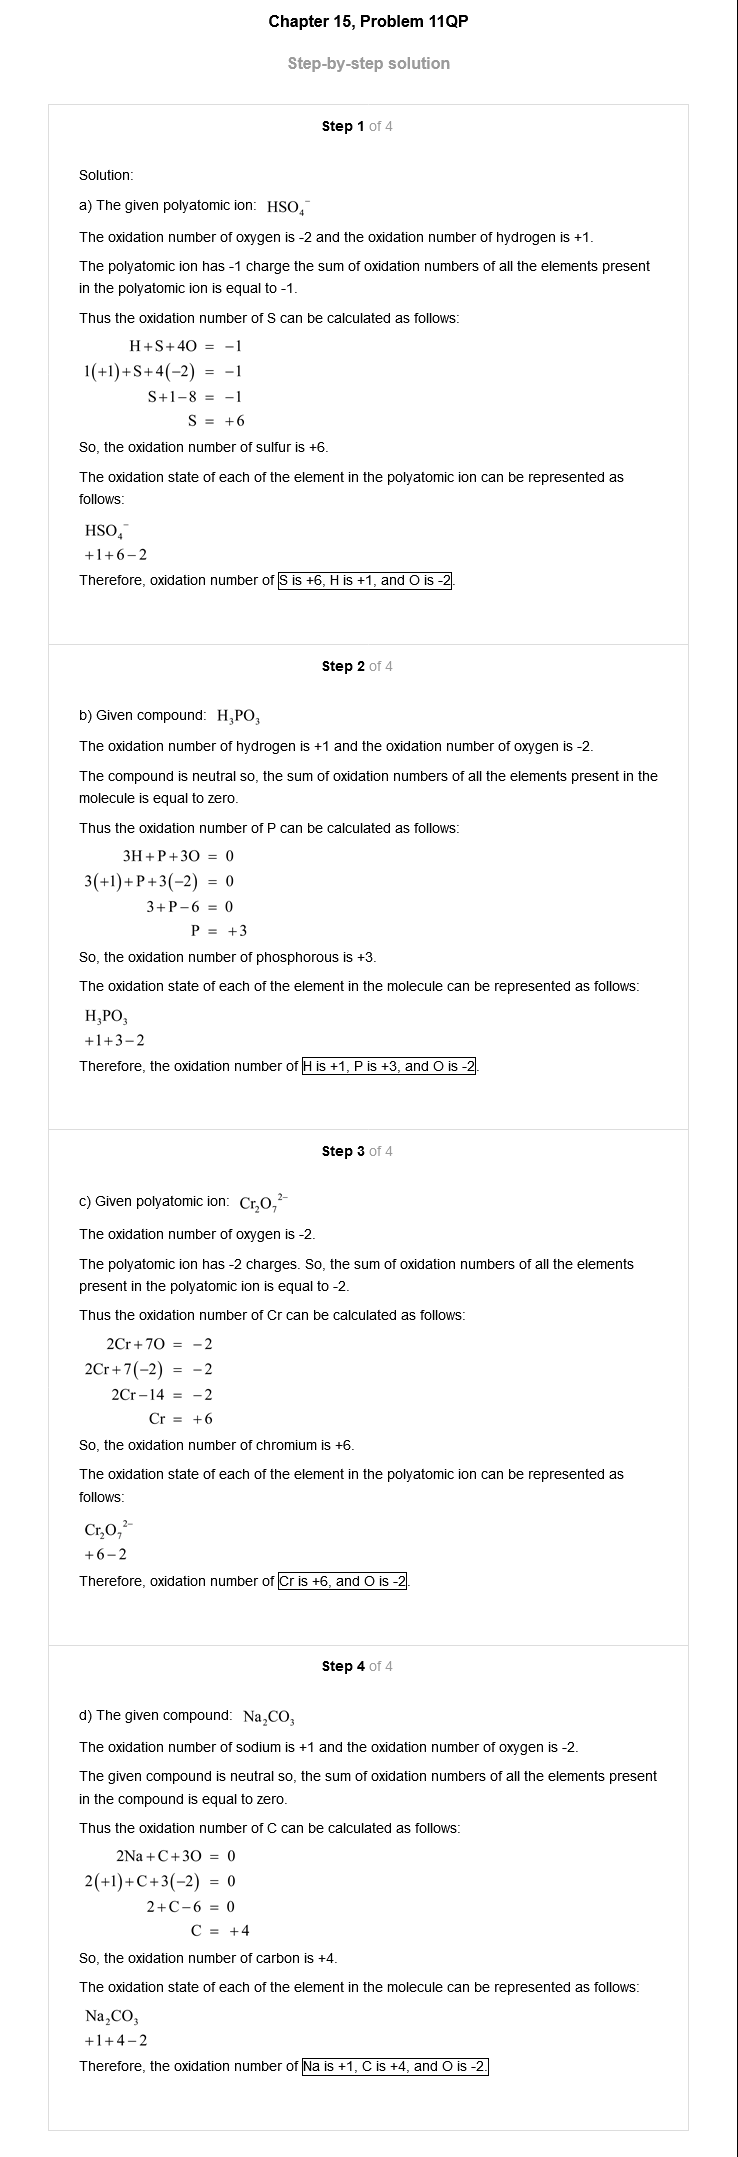 Chapter 15, Problem 11QP
Step-by-step solution
Step 1 of 4
Solution:
a) The given polyatomic ion: HSO₄⁻
The oxidation number of oxygen is -2 and the oxidation number of hydrogen is +1.
The polyatomic ion has -1 charge the sum of oxidation numbers of all the elements present
in the polyatomic ion is equal to -1.
Thus the oxidation number of S can be calculated as follows:
H+S+4O = −1
1(+1)+S+4(−2) = −1
S+1−8 = −1
S = +6
So, the oxidation number of sulfur is +6.
The oxidation state of each of the element in the polyatomic ion can be represented as
follows:
HSO₄⁻
+1+6−2
Therefore, oxidation number of S is +6, H is +1, and O is -2.
Step 2 of 4
b) Given compound: H₃PO₃
The oxidation number of hydrogen is +1 and the oxidation number of oxygen is -2.
The compound is neutral so, the sum of oxidation numbers of all the elements present in the
molecule is equal to zero.
Thus the oxidation number of P can be calculated as follows:
3H+P+3O = 0
3(+1)+P+3(−2) = 0
3+P−6 = 0
P = +3
So, the oxidation number of phosphorous is +3.
The oxidation state of each of the element in the molecule can be represented as follows:
H₃PO₃
+1+3−2
Therefore, the oxidation number of H is +1, P is +3, and O is -2.
Step 3 of 4
c) Given polyatomic ion: Cr₂O₇²⁻
The oxidation number of oxygen is -2.
The polyatomic ion has -2 charges. So, the sum of oxidation numbers of all the elements
present in the polyatomic ion is equal to -2.
Thus the oxidation number of Cr can be calculated as follows:
2Cr+7O = −2
2Cr+7(−2) = −2
2Cr−14 = −2
Cr = +6
So, the oxidation number of chromium is +6.
The oxidation state of each of the element in the polyatomic ion can be represented as
follows:
Cr₂O₇²⁻
+6−2
Therefore, oxidation number of Cr is +6, and O is -2.
Step 4 of 4
d) The given compound: Na₂CO₃
The oxidation number of sodium is +1 and the oxidation number of oxygen is -2.
The given compound is neutral so, the sum of oxidation numbers of all the elements present
in the compound is equal to zero.
Thus the oxidation number of C can be calculated as follows:
2Na+C+3O = 0
2(+1)+C+3(−2) = 0
2+C−6 = 0
C = +4
So, the oxidation number of carbon is +4.
The oxidation state of each of the element in the molecule can be represented as follows:
Na₂CO₃
+1+4−2
Therefore, the oxidation number of Na is +1, C is +4, and O is -2.